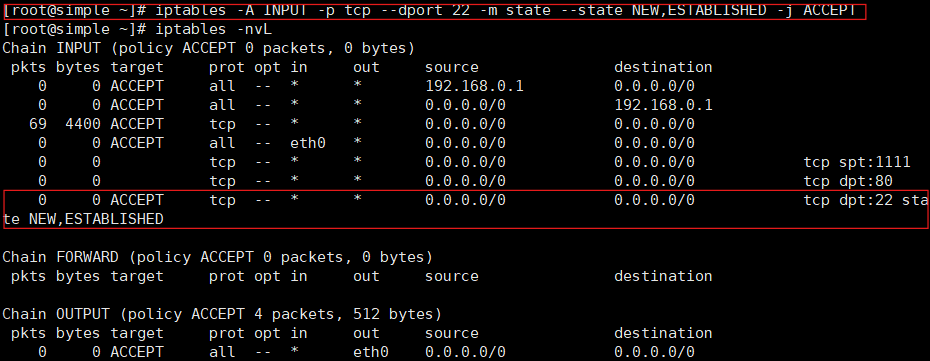 [root@simple ~]# iptables -A INPUT -p tcp --dport 22 -m state --state NEW,ESTABLISHED -j ACCEPT
[root@simple ~]# iptables -nvL
Chain INPUT (policy ACCEPT 0 packets, 0 bytes)
 pkts bytes target     prot opt in     out     source               destination
    0     0 ACCEPT     all  --  *      *       192.168.0.1          0.0.0.0/0
    0     0 ACCEPT     all  --  *      *       0.0.0.0/0            192.168.0.1
   69  4400 ACCEPT     tcp  --  *      *       0.0.0.0/0            0.0.0.0/0
    0     0 ACCEPT     all  --  eth0   *       0.0.0.0/0            0.0.0.0/0
    0     0            tcp  --  *      *       0.0.0.0/0            0.0.0.0/0           tcp spt:1111
    0     0            tcp  --  *      *       0.0.0.0/0            0.0.0.0/0           tcp dpt:80
    0     0 ACCEPT     tcp  --  *      *       0.0.0.0/0            0.0.0.0/0           tcp dpt:22 sta
te NEW,ESTABLISHED
Chain FORWARD (policy ACCEPT 0 packets, 0 bytes)
 pkts bytes target     prot opt in     out     source               destination
Chain OUTPUT (policy ACCEPT 4 packets, 512 bytes)
 pkts bytes target     prot opt in     out     source               destination
    0     0 ACCEPT     all  --  *      eth0    0.0.0.0/0            0.0.0.0/0